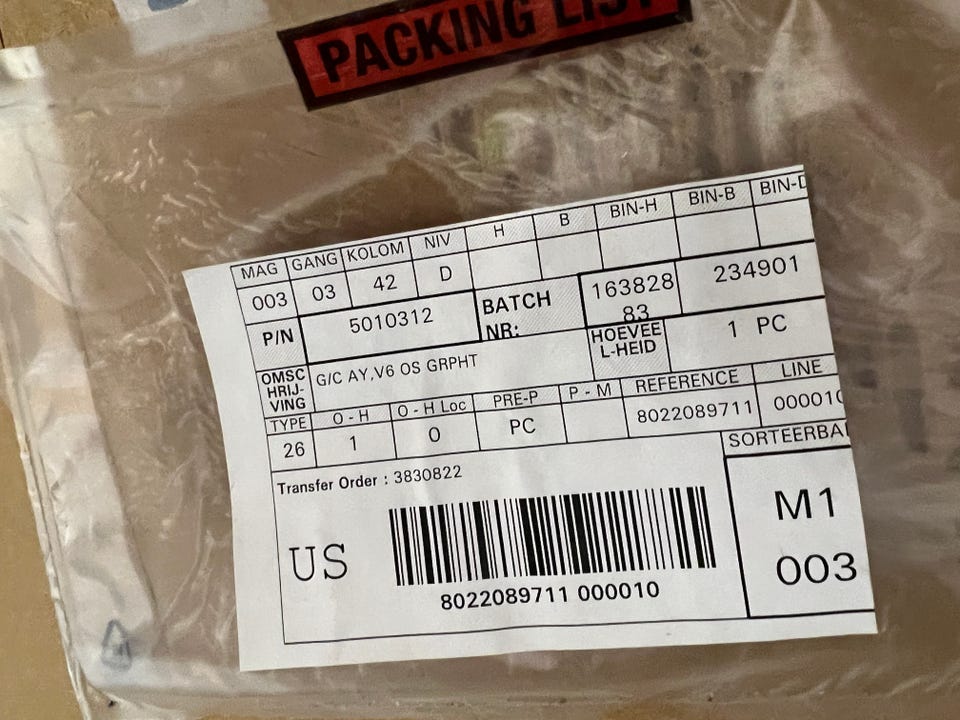 PACKING LIST
MAG GANG KOLOM NIV H B BIN-H BIN-B BIN-D
003 03 42 D
P/N 5010312 BATCH NR: 163828 83 234901
OMSC HRIJ- VING G/C AY,V6 OS GRPHT HOEVEE L-HEID 1 PC
TYPE O - H O - H Loc PRE-P P - M REFERENCE LINE
26 1 0 PC 8022089711 000010
Transfer Order : 3830822 SORTEERBA
US M1
003
8022089711 000010